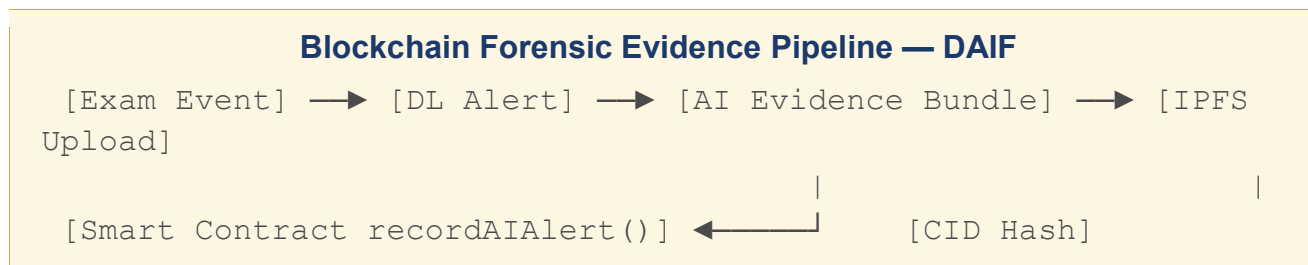 Blockchain Forensic Evidence Pipeline — DAIF
[Exam Event] ──► [DL Alert] ──► [AI Evidence Bundle] ──► [IPFS
Upload]
| |
[Smart Contract recordAIAlert()] ◄─────┘ [CID Hash]